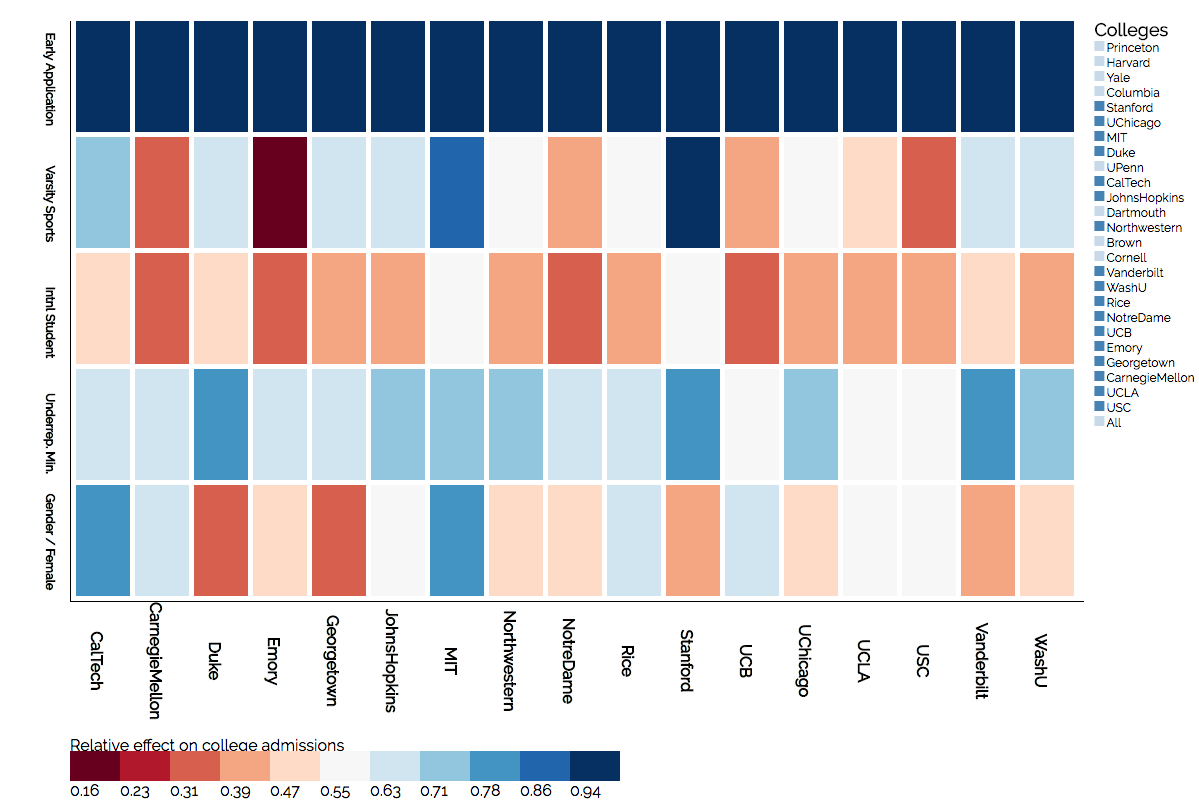 Early Application
Varsity Sports
Intnl Student
Underrep. Min.
Gender / Female
CalTech
CarnegieMellon
Duke
Emory
Georgetown
JohnsHopkins
MIT
Northwestern
NotreDame
Rice
Stanford
UCB
UChicago
UCLA
USC
Vanderbilt
WashU
Colleges
Princeton
Harvard
Yale
Columbia
Stanford
UChicago
MIT
Duke
UPenn
CalTech
JohnsHopkins
Dartmouth
Northwestern
Brown
Cornell
Vanderbilt
WashU
Rice
NotreDame
UCB
Emory
Georgetown
CarnegieMellon
UCLA
USC
All
Relative effect on college admissions
0.16 0.23 0.31 0.39 0.47 0.55 0.63 0.71 0.78 0.86 0.94